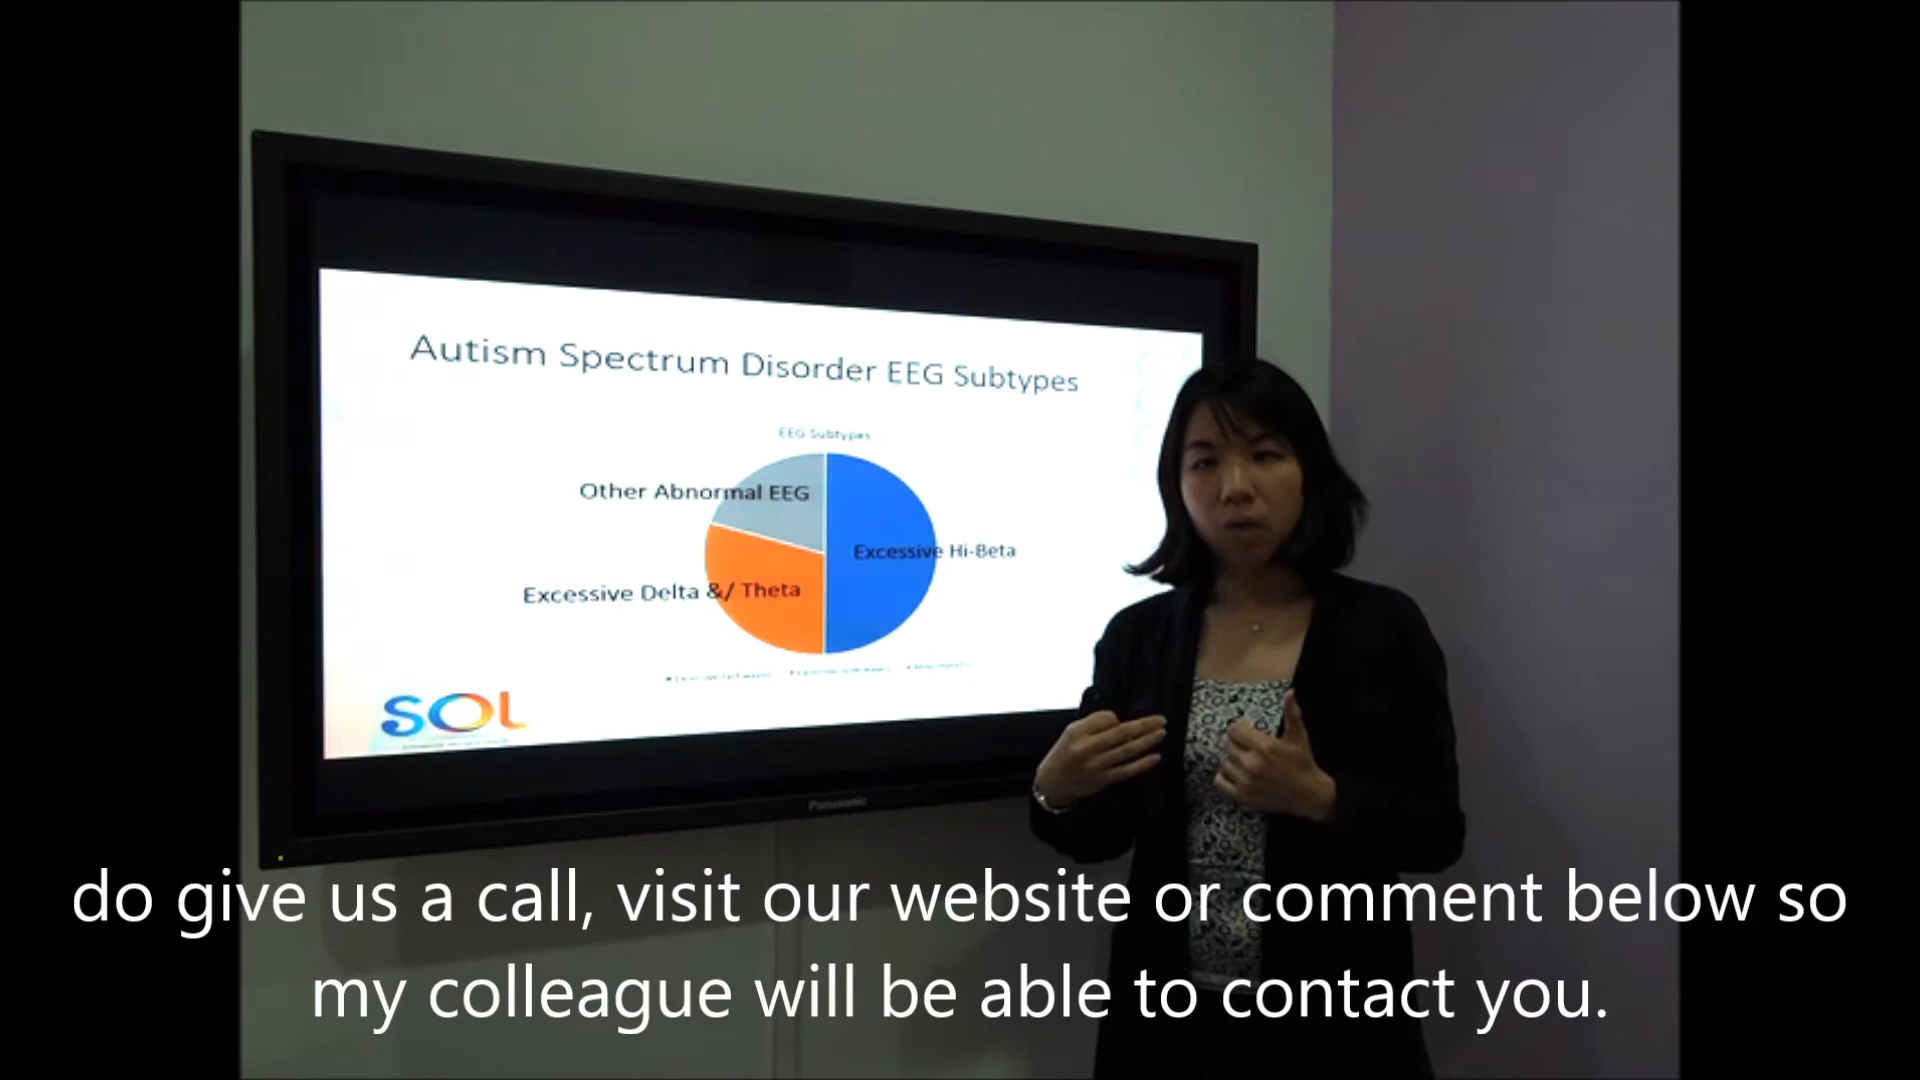 Autism Spectrum Disorder EEG Subtypes
EEG Subtypes
Other Abnormal EEG
Excessive Hi-Beta
Excessive Delta &/ Theta
SOL
Panasonic
do give us a call, visit our website or comment below so
my colleague will be able to contact you.